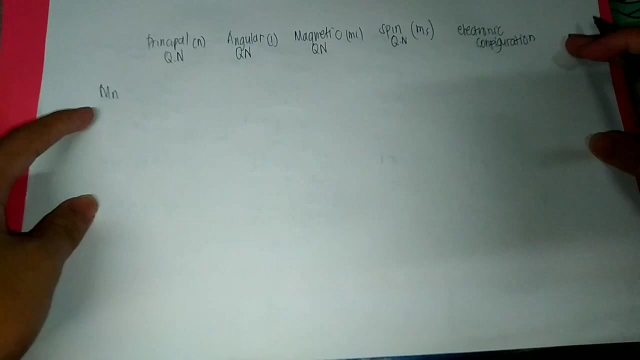 Principal (n) Angular (l) Magnetic (ml) Spin (ms) electronic
Q.N Q.N Q.N Q.N configuration
Mn